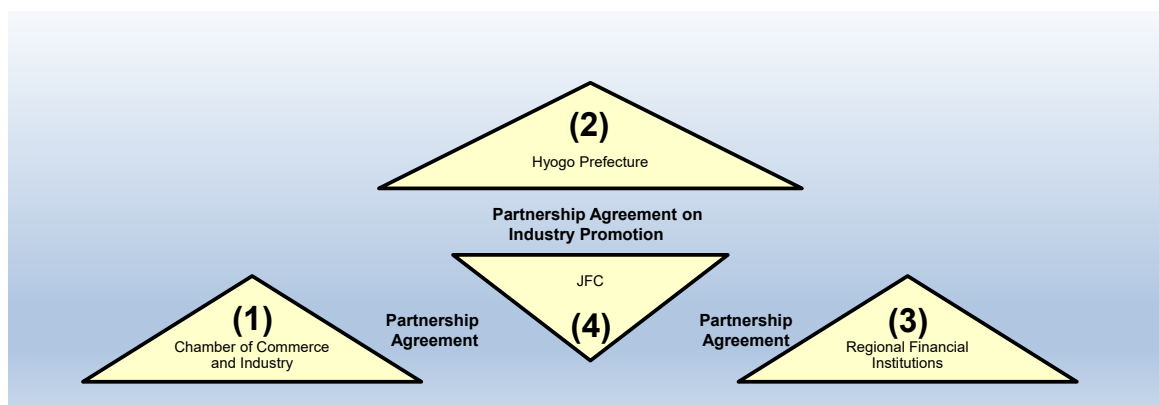 (2)
Hyogo Prefecture
Partnership Agreement on
Industry Promotion
JFC
(4)
(1)
Chamber of Commerce
and Industry
Partnership
Agreement
Partnership
Agreement
(3)
Regional Financial
Institutions